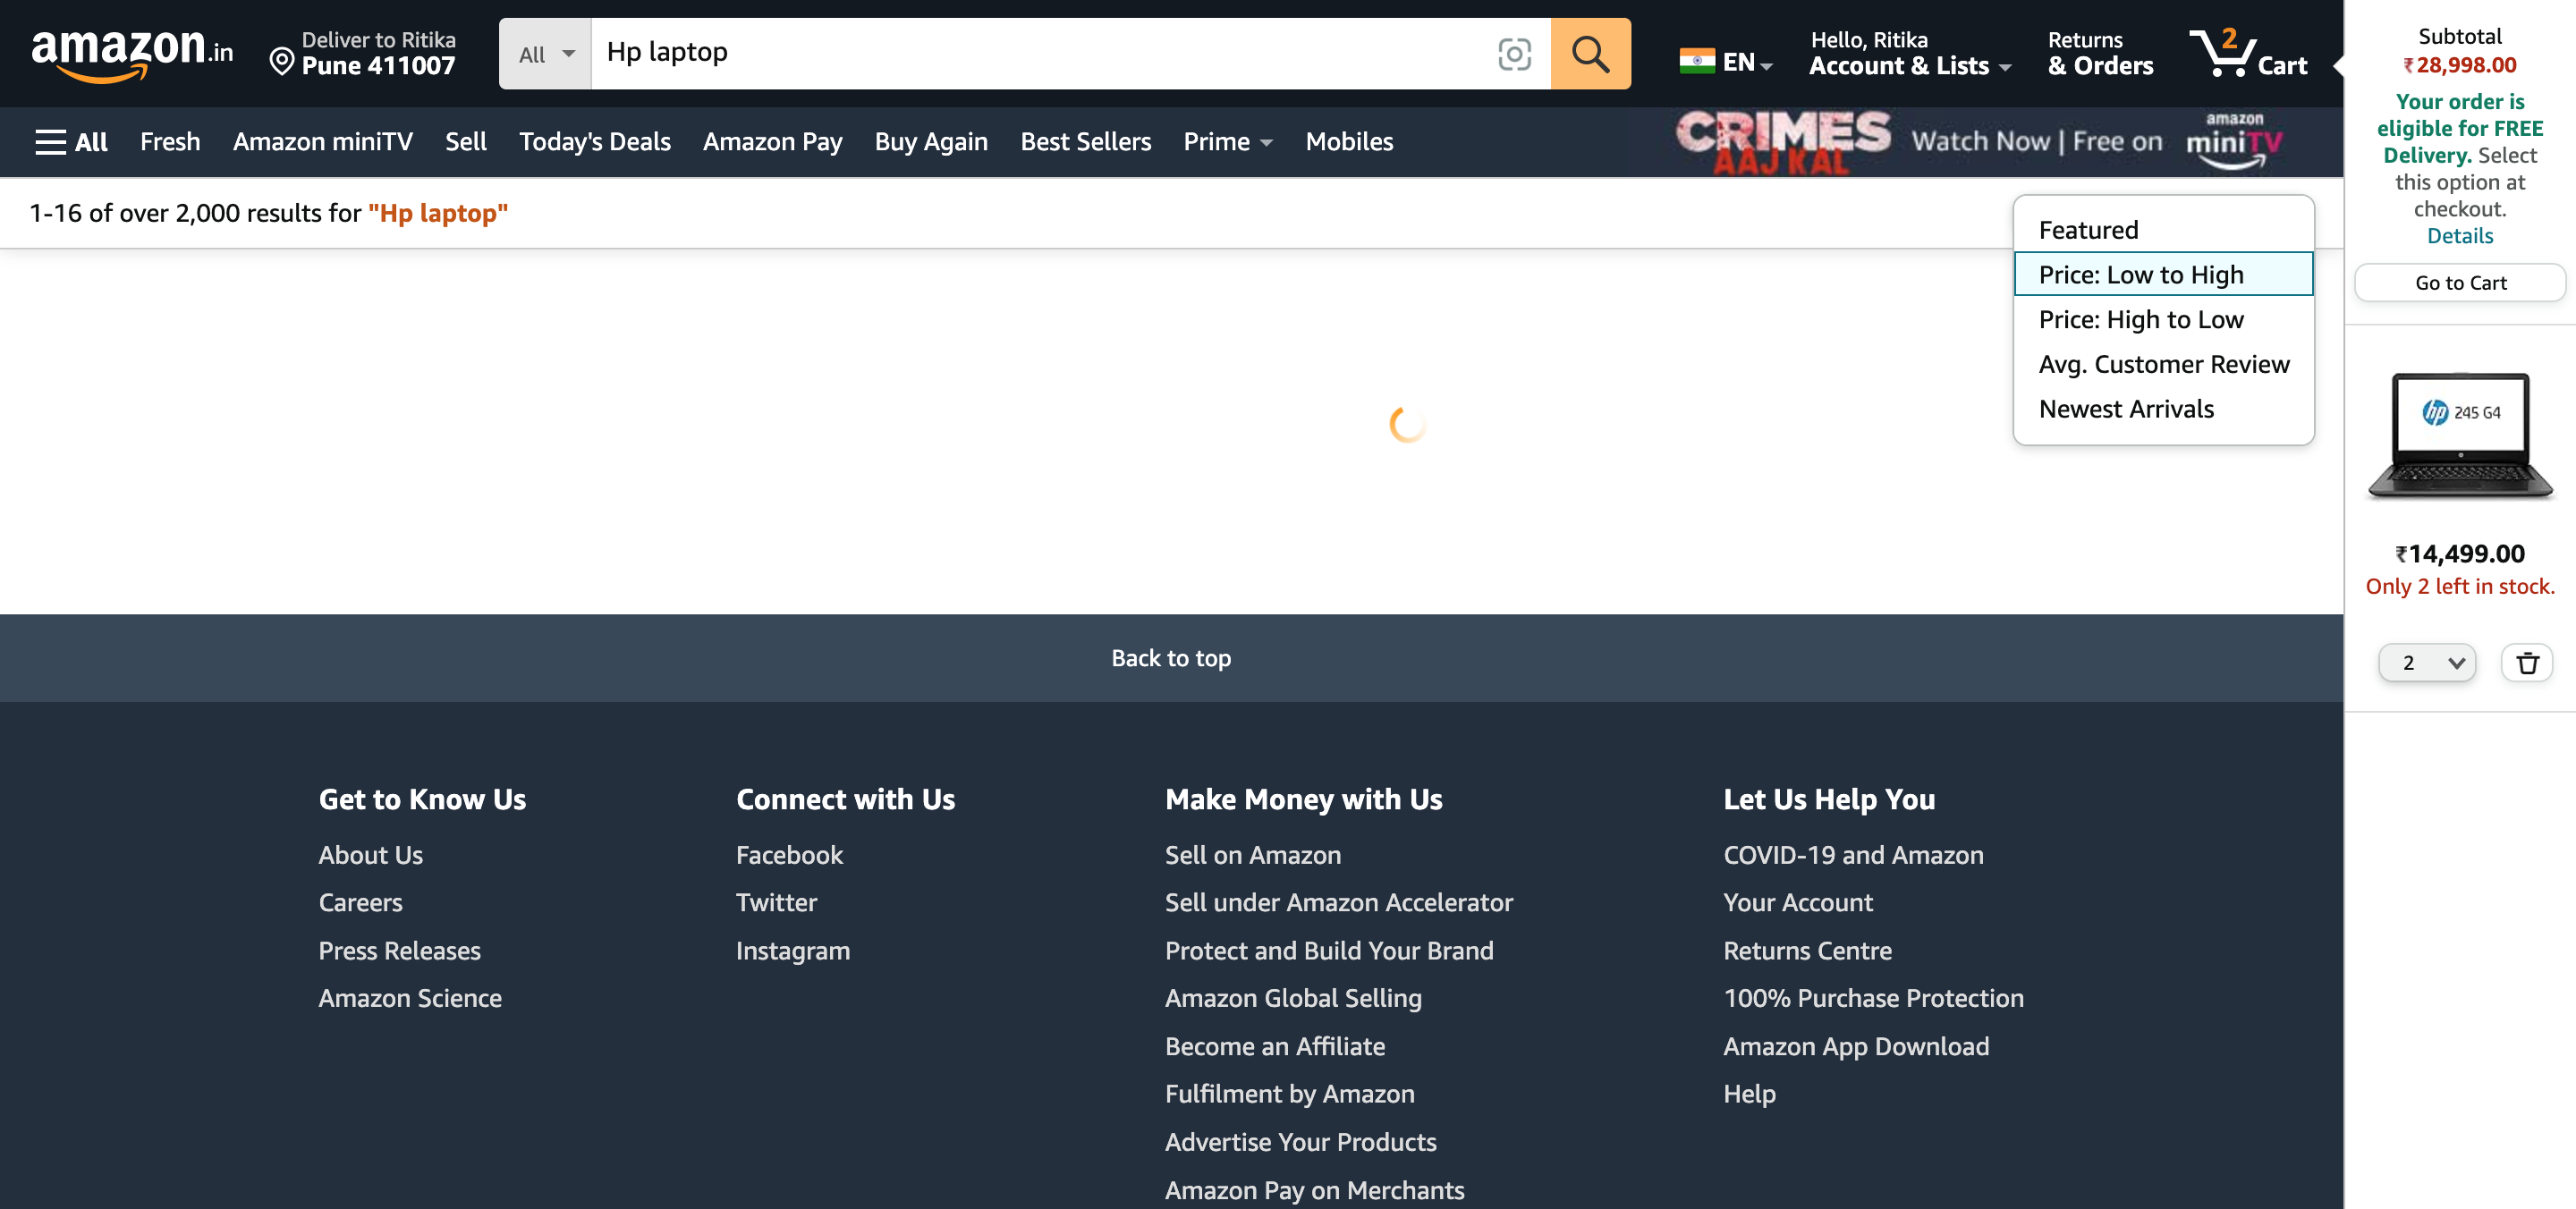 amazon.in
Deliver to Ritika
Pune 411007
All
Hp laptop
EN
Hello, Ritika
Account & Lists
Returns
& Orders
2
Cart
All
Fresh
Amazon miniTV
Sell
Today's Deals
Amazon Pay
Buy Again
Best Sellers
Prime
Mobiles
CRIMES
AAJ KAL
Watch Now | Free on
amazon
miniTV
1-16 of over 2,000 results for "Hp laptop"
Featured
Price: Low to High
Price: High to Low
Avg. Customer Review
Newest Arrivals
Subtotal
₹28,998.00
Your order is
eligible for FREE
Delivery. Select
this option at
checkout.
Details
Go to Cart
hp 245 G4
₹14,499.00
Only 2 left in stock.
2
Back to top
Get to Know Us
About Us
Careers
Press Releases
Amazon Science
Connect with Us
Facebook
Twitter
Instagram
Make Money with Us
Sell on Amazon
Sell under Amazon Accelerator
Protect and Build Your Brand
Amazon Global Selling
Become an Affiliate
Fulfilment by Amazon
Advertise Your Products
Amazon Pay on Merchants
Let Us Help You
COVID-19 and Amazon
Your Account
Returns Centre
100% Purchase Protection
Amazon App Download
Help